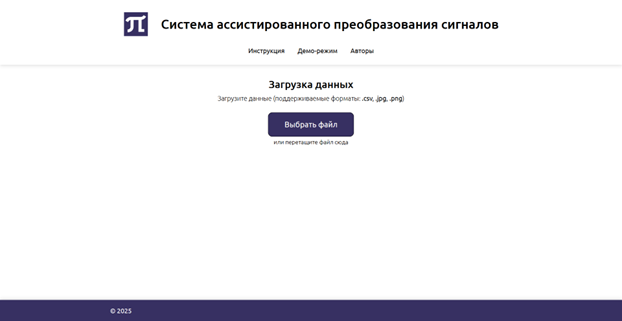 П
Система ассистированного преобразования сигналов
Инструкция Демо-режим Авторы
Загрузка данных
Загрузите данные (поддерживаемые форматы: .csv, .jpg, .png)
Выбрать файл
или перетащите файл сюда
© 2025